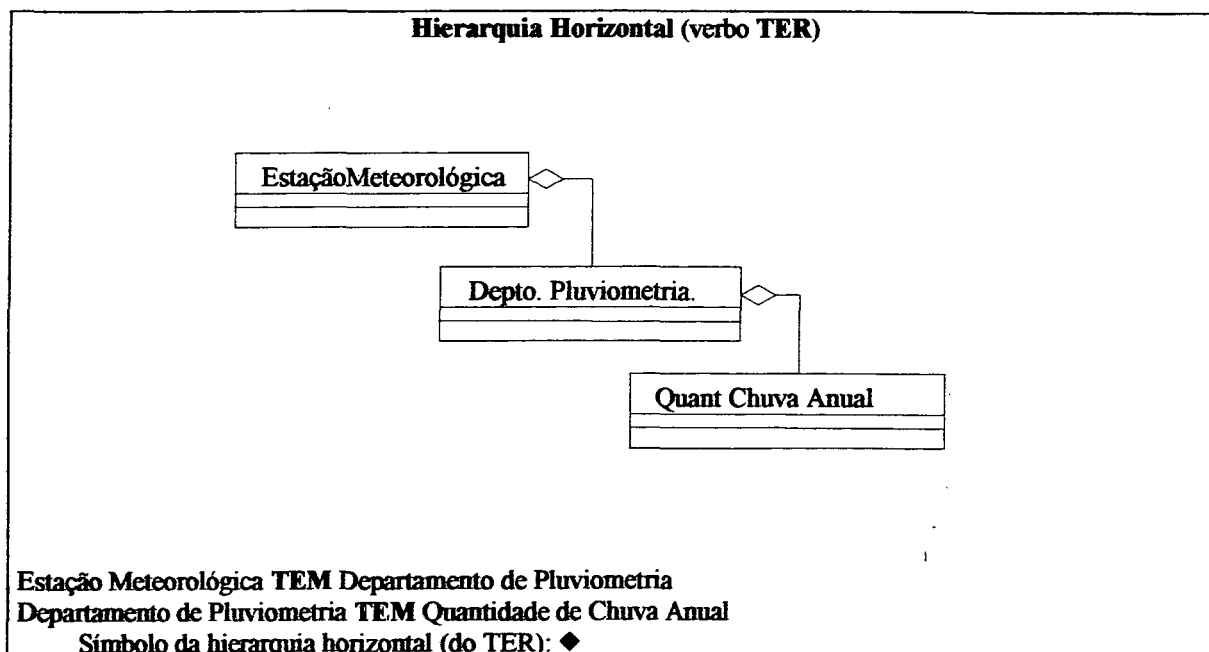 Hierarquia Horizontal (verbo TER)
EstaçãoMeteorológica
Depto. Pluviometria.
Quant Chuva Anual
Estação Meteorológica TEM Departamento de Pluviometria
Departamento de Pluviometria TEM Quantidade de Chuva Anual
Símbolo da hierarquia horizontal (do TER): ◆